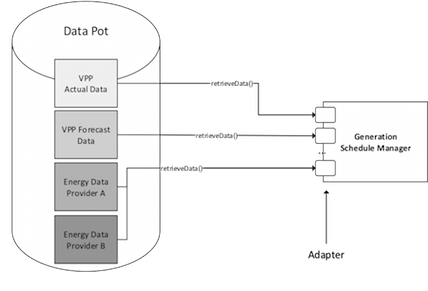 Data Pot
VPP
Actual Data
retrieveData()
VPP Forecast
Data
retrieveData()
Generation
Schedule Manager
...
Energy Data
Provider A
retrieveData()
Energy Data
Provider B
Adapter